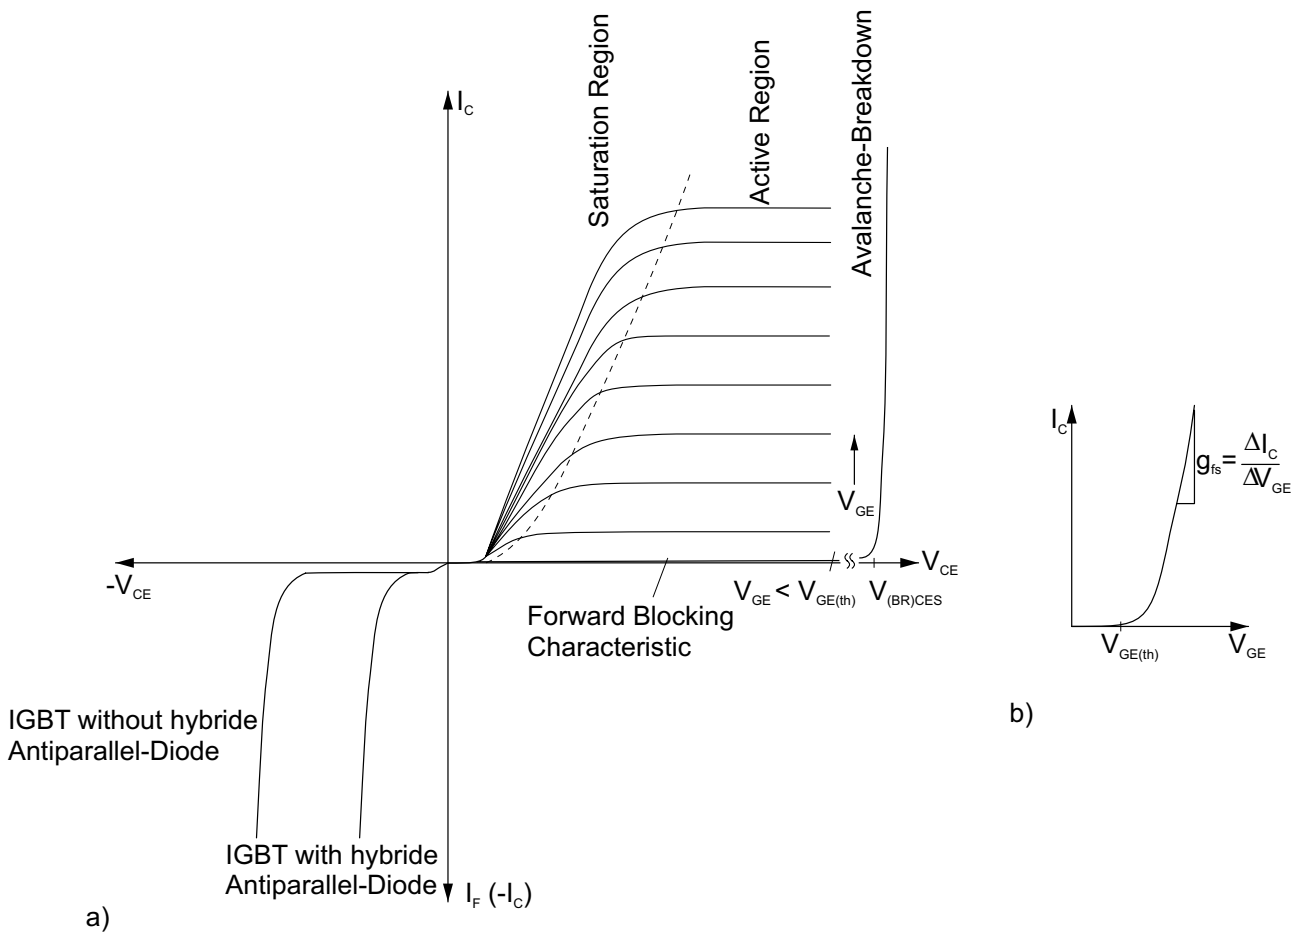 I_C
Saturation Region
Active Region
Avalanche-Breakdown
V_GE
-V_CE
V_CE
V_GE < V_GE(th)
V_(BR)CES
Forward Blocking
Characteristic
IGBT without hybride
Antiparallel-Diode
IGBT with hybride
Antiparallel-Diode
I_F (-I_C)
a)
I_C
g_fs = ΔI_C
ΔV_GE
V_GE(th)
V_GE
b)